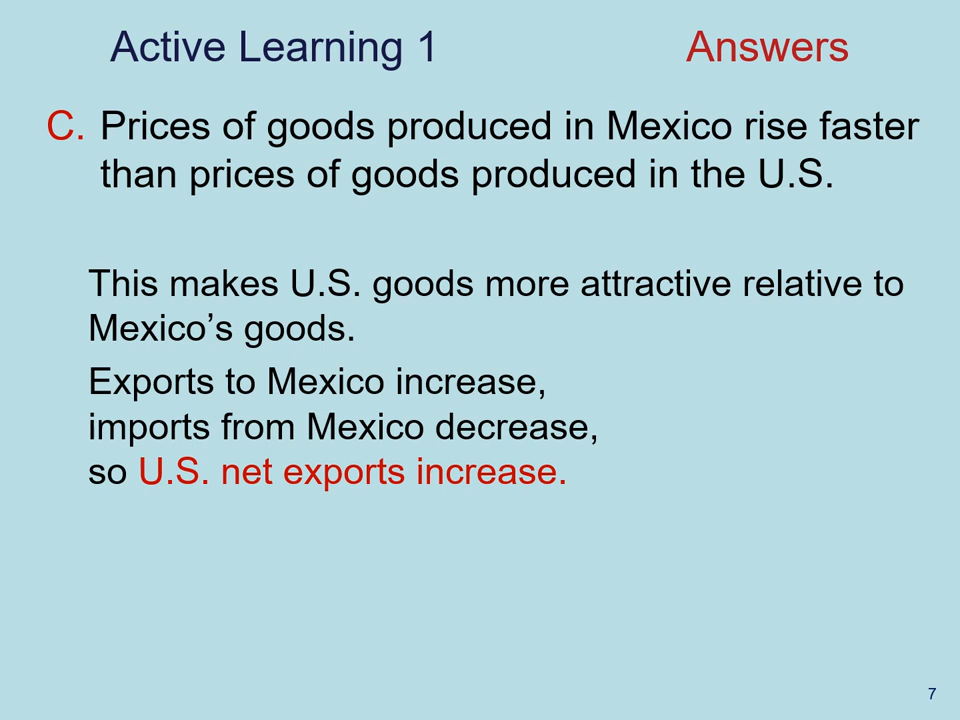 Active Learning 1 Answers
C. Prices of goods produced in Mexico rise faster
than prices of goods produced in the U.S.
This makes U.S. goods more attractive relative to
Mexico’s goods.
Exports to Mexico increase,
imports from Mexico decrease,
so U.S. net exports increase.
7